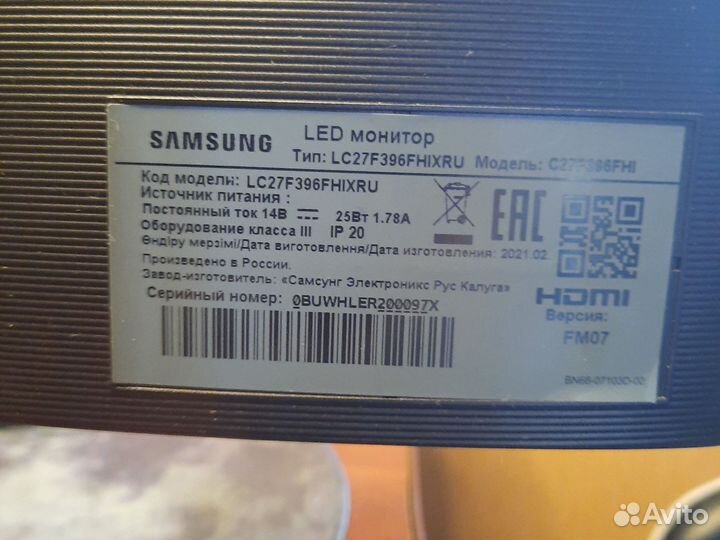 SAMSUNG LED монитор
Тип: LC27F396FHIXRU Модель: C27F396FHI
Код модели: LC27F396FHIXRU
Источник питания :
Постоянный ток 14В 25Вт 1.78А
Оборудование класса III IP 20
Өндіру мерзімі/Дата виготовлення/Дата изготовления: 2021.02.
Произведено в России.
Завод-изготовитель: «Самсунг Электроникс Рус Калуга»
Серийный номер: 0BUWHLER200097X
EAC
HDMI
Версия:
FM07
BN68-07103D-02
Avito